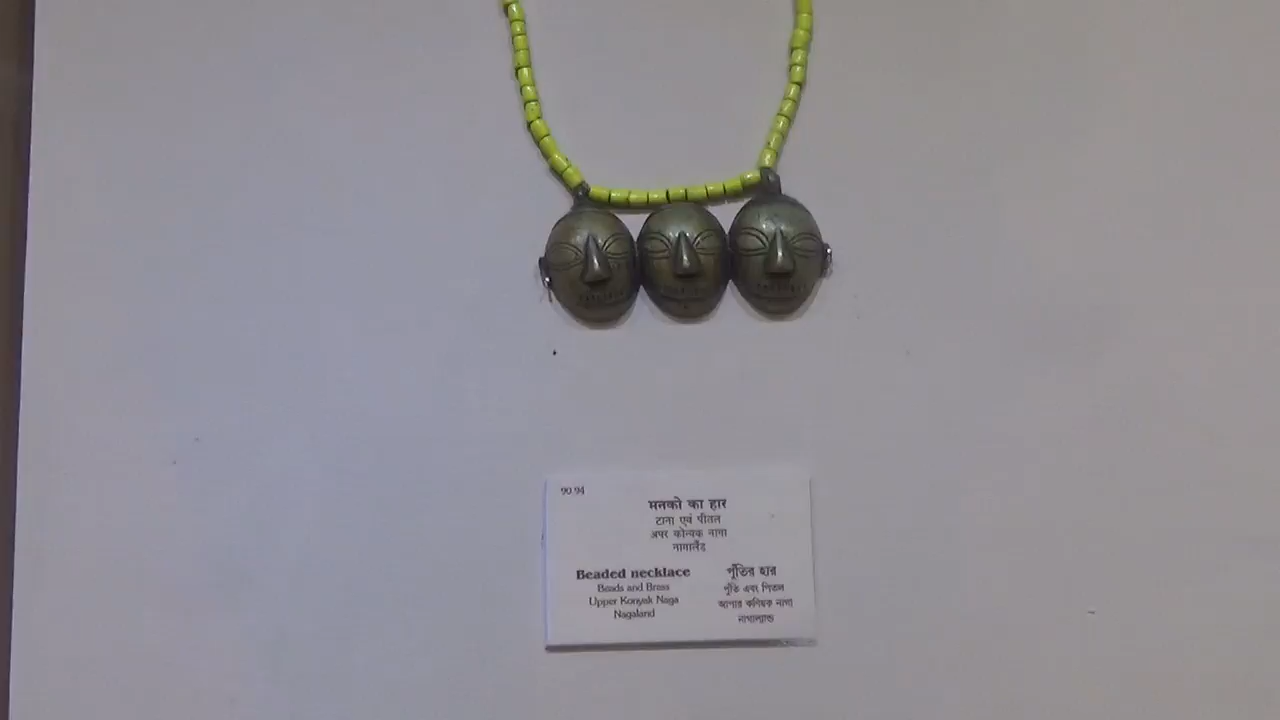 90.94
मनको का हार
टाना एवं पीतल
अपर कोन्यक नागा
नागालैंड
Beaded necklace
Beads and Brass
Upper Konyak Naga
Nagaland
পুঁতির হার
পুঁতি এবং পিতল
আপার কনিয়ক নাগা
নাগাল্যান্ড